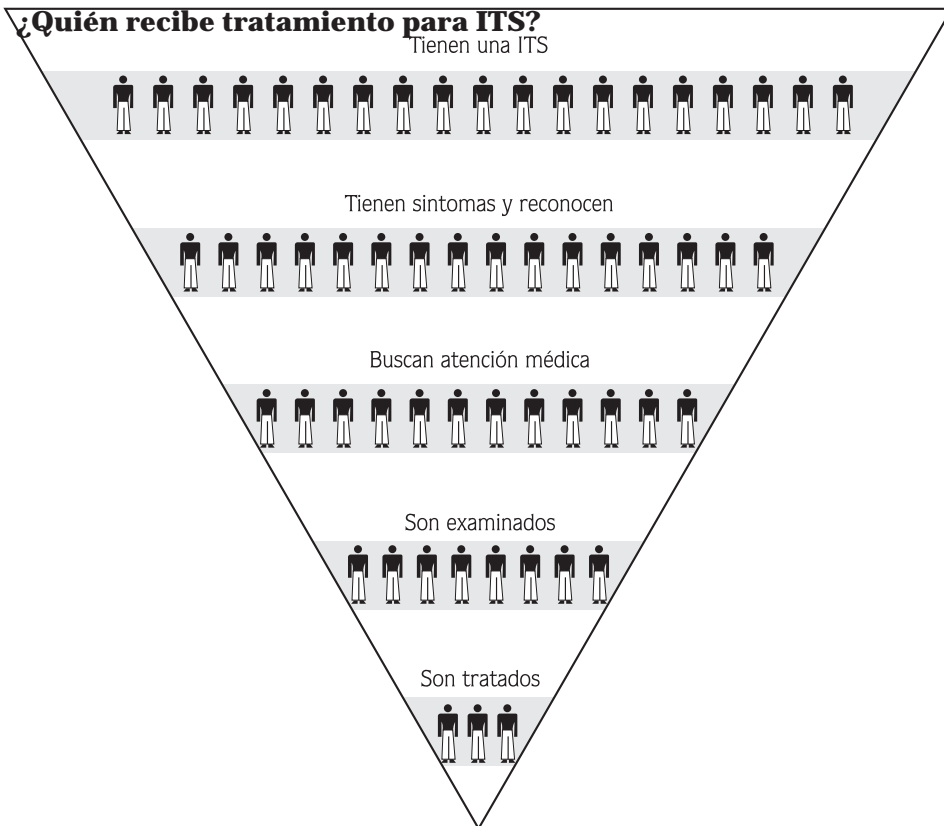 ¿Quién recibe tratamiento para ITS?
Tienen una ITS
Tienen sintomas y reconocen
Buscan atención médica
Son examinados
Son tratados